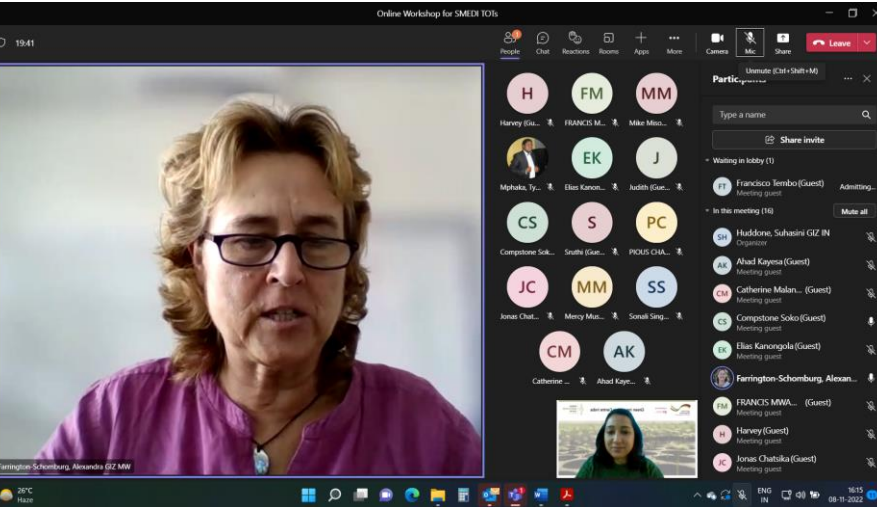 Online Workshop for SMEDI TOTs
19:41
People
Chat
Reactions
Rooms
Apps
More
Camera
Mic
Share
Leave
Unmute (Ctrl+Shift+M)
H
FM
MM
Harvey (Gu...
FRANCIS M...
Mike Miso...
EK
J
Mphaka, Ty...
Elias Kanon...
Judith (Gue...
CS
S
PC
Compstone Sok...
Sruthi (Gue...
PIOUS CHA...
JC
MM
SS
Jonas Chat...
Mercy Mus...
Sonali Sing...
CM
AK
Catherine ...
Ahad Kaye...
Farrington-Schomburg, Alexandra GIZ MW
Participants
Type a name
Share invite
Waiting in lobby (1)
FT
Francisco Tembo (Guest)
Meeting guest
Admitting...
In this meeting (16)
Mute all
SH
Huddone, Suhasini GIZ IN
Organizer
AK
Ahad Kayesa (Guest)
Meeting guest
CM
Catherine Malan... (Guest)
Meeting guest
CS
Compstone Soko (Guest)
Meeting guest
EK
Elias Kanongola (Guest)
Meeting guest
Farrington-Schomburg, Alexan...
FM
FRANCIS MWA... (Guest)
Meeting guest
H
Harvey (Guest)
Meeting guest
JC
Jonas Chatsika (Guest)
Meeting guest
26°C
Haze
ENG
IN
16:15
08-11-2022